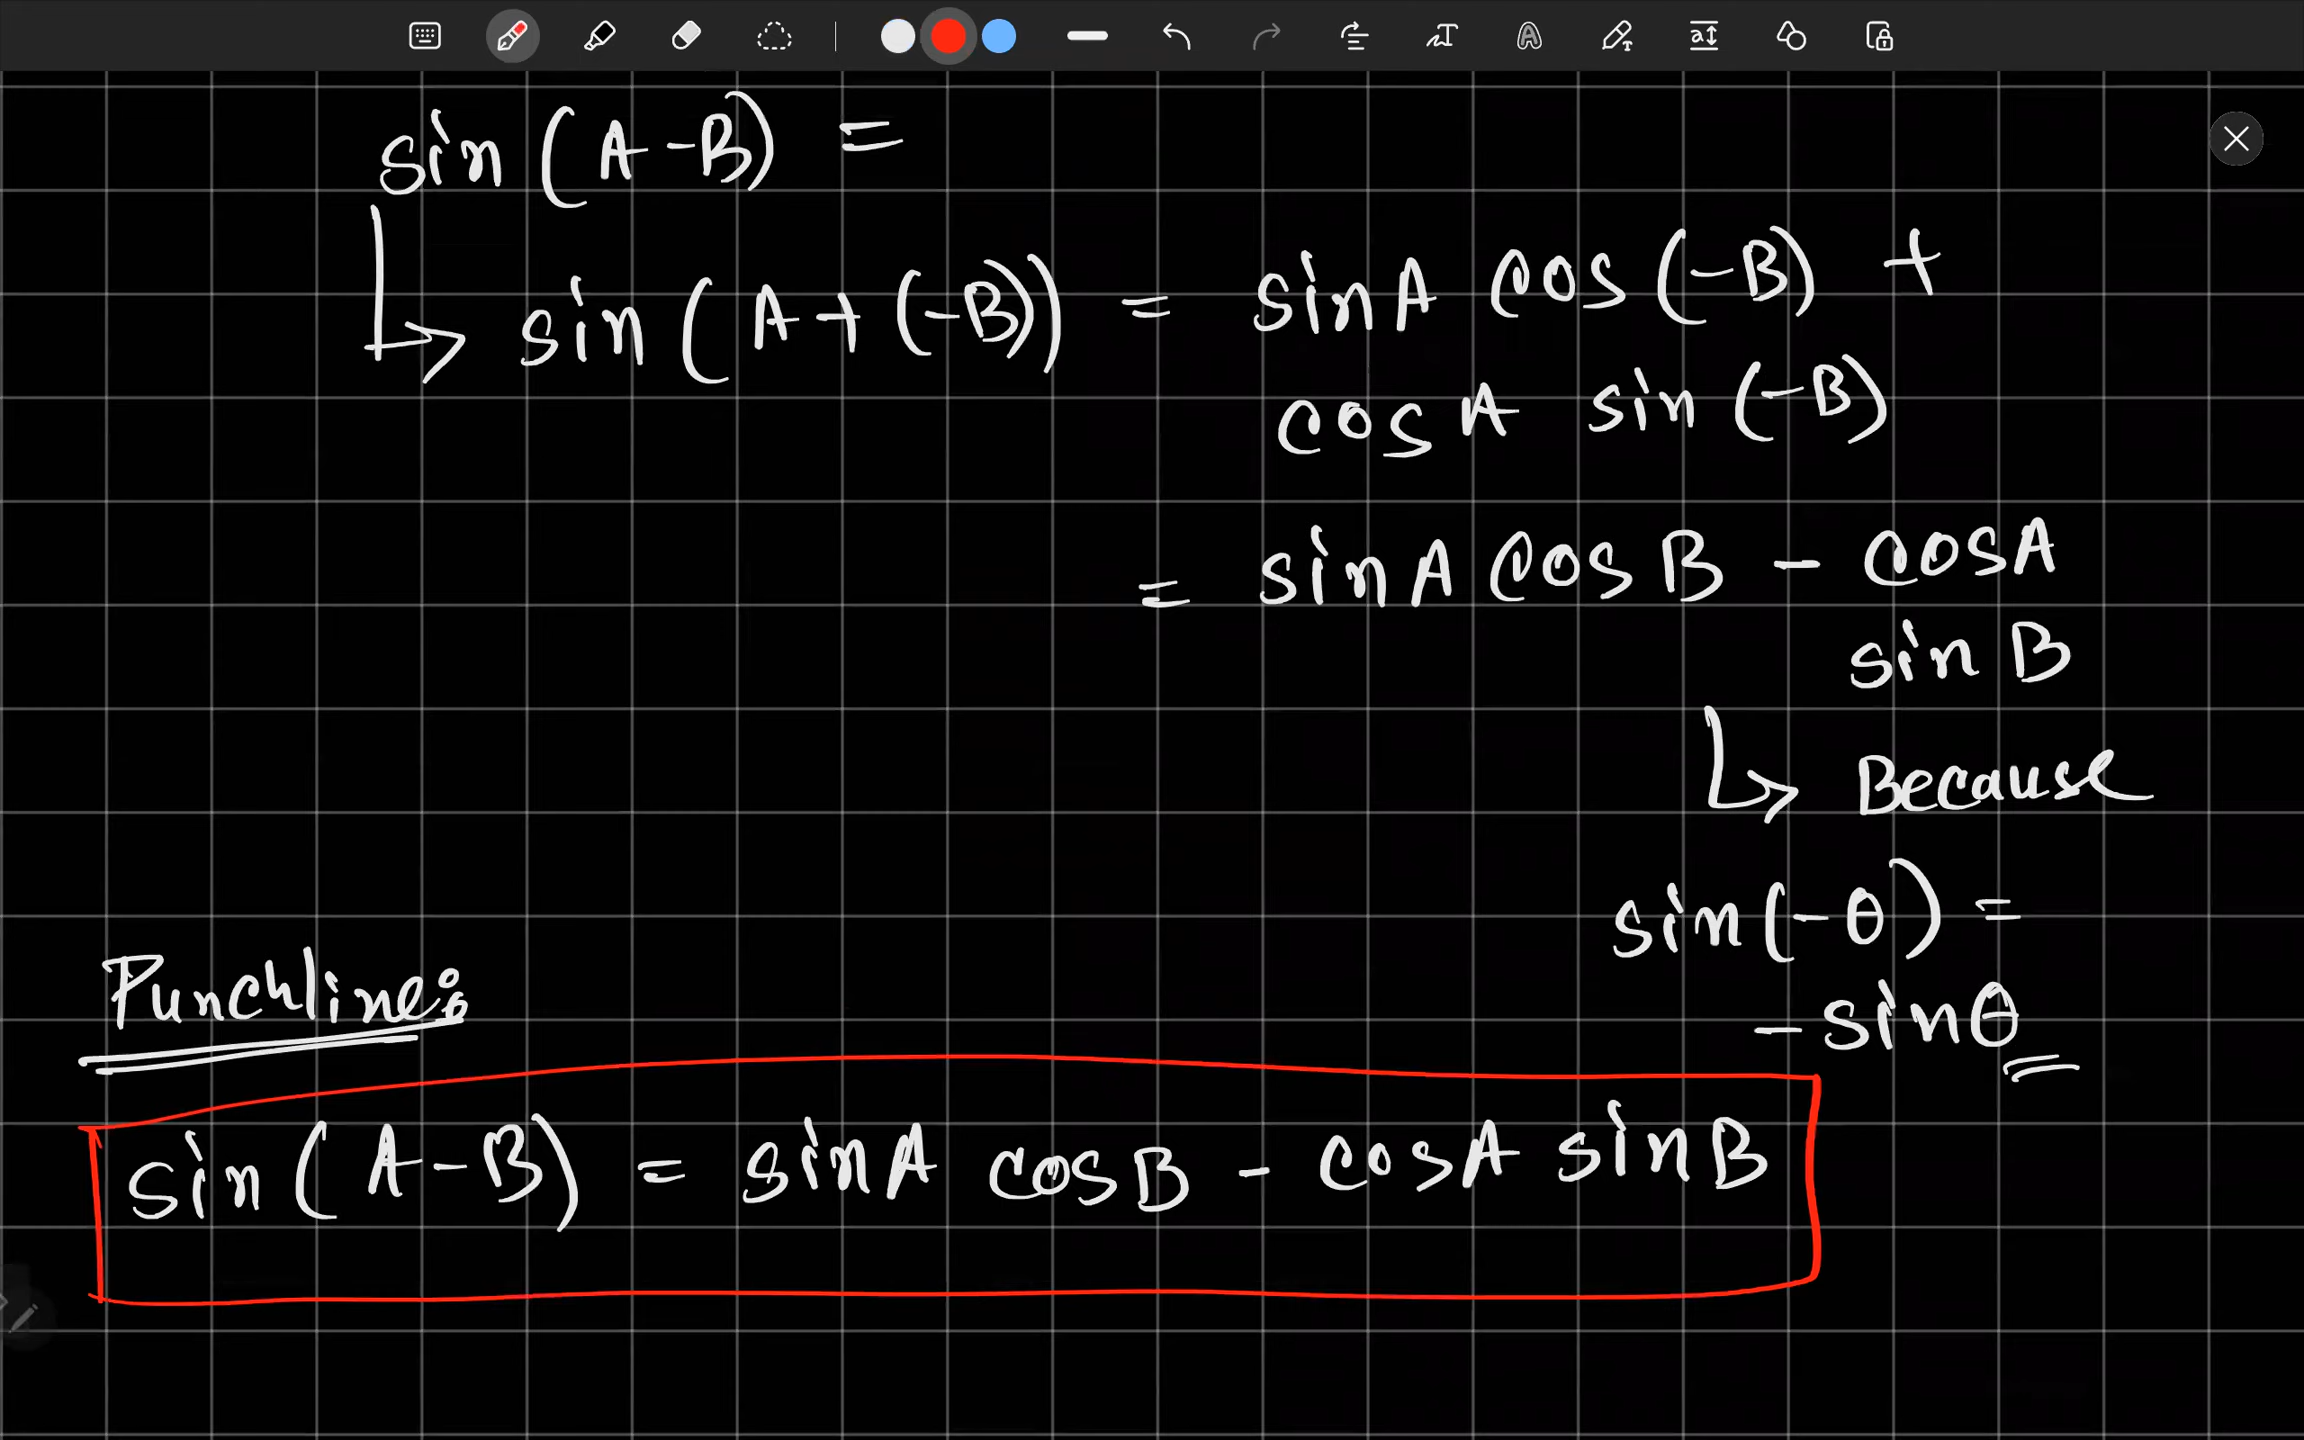 sin (A - B) =
sin (A + (-B)) = sin A cos (-B) +
cos A sin (-B)
= sin A cos B - cos A
sin B
Because
sin (-θ) =
- sin θ
Punchline:
sin (A - B) = sin A cos B - cos A sin B